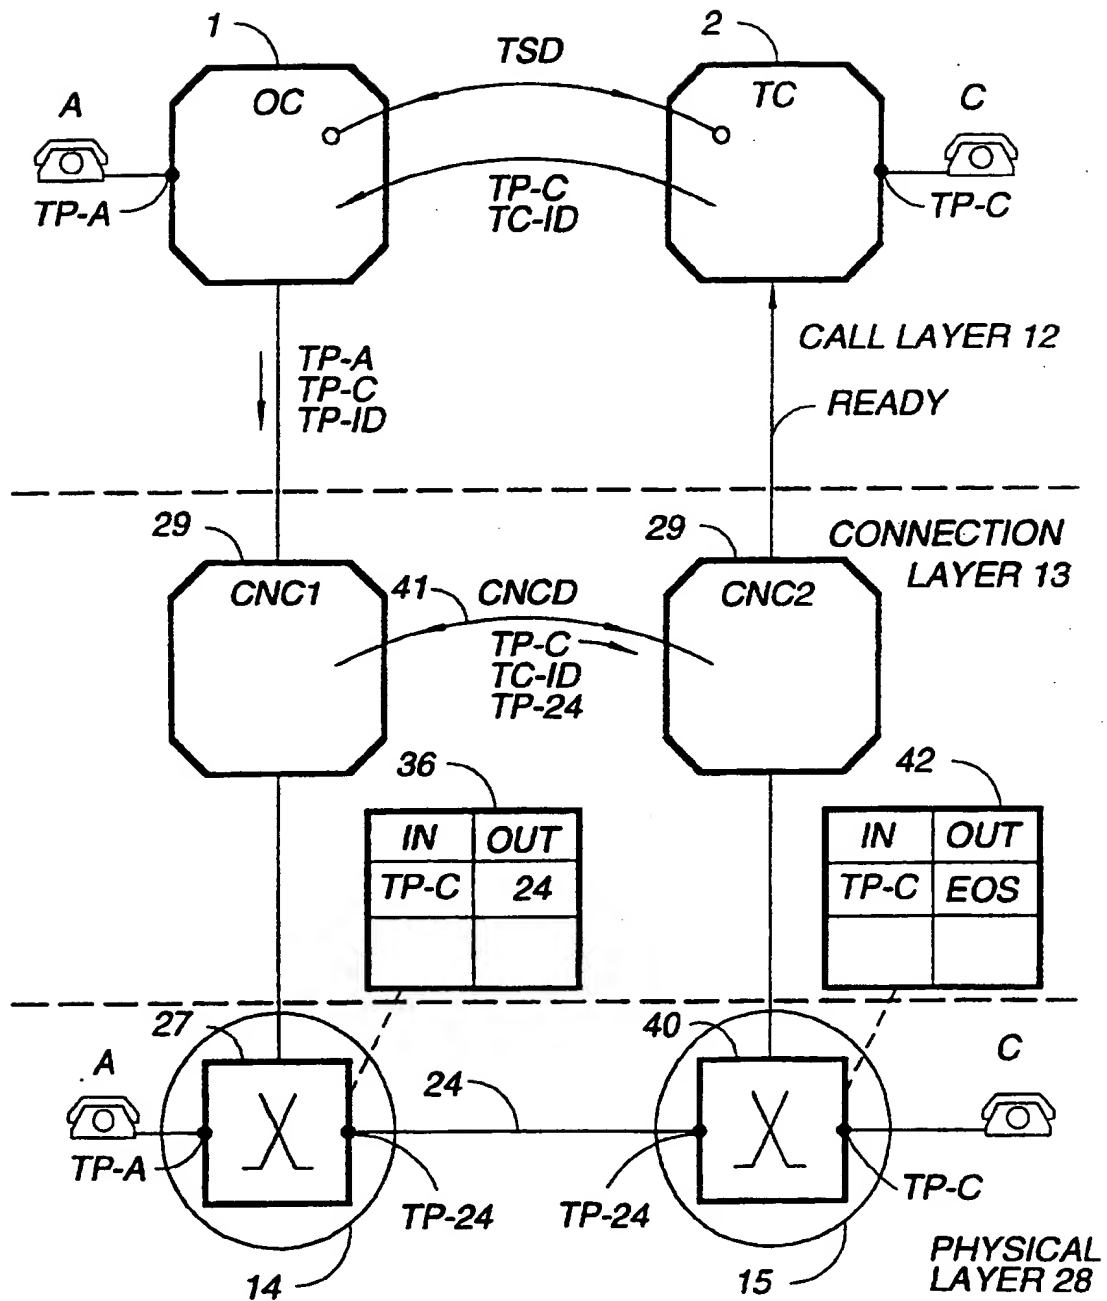 1
2
TSD
OC
TC
A
C
TP-A
TP-C
TC-ID
TP-C
CALL LAYER 12
TP-A
TP-C
TP-ID
READY
29
29
CONNECTION
LAYER 13
CNC1
41
CNCD
CNC2
TP-C
TC-ID
TP-24
36
42
IN OUT
TP-C 24
IN OUT
TP-C EOS
27
40
A
C
24
TP-A
TP-24
TP-24
TP-C
14
15
PHYSICAL
LAYER 28